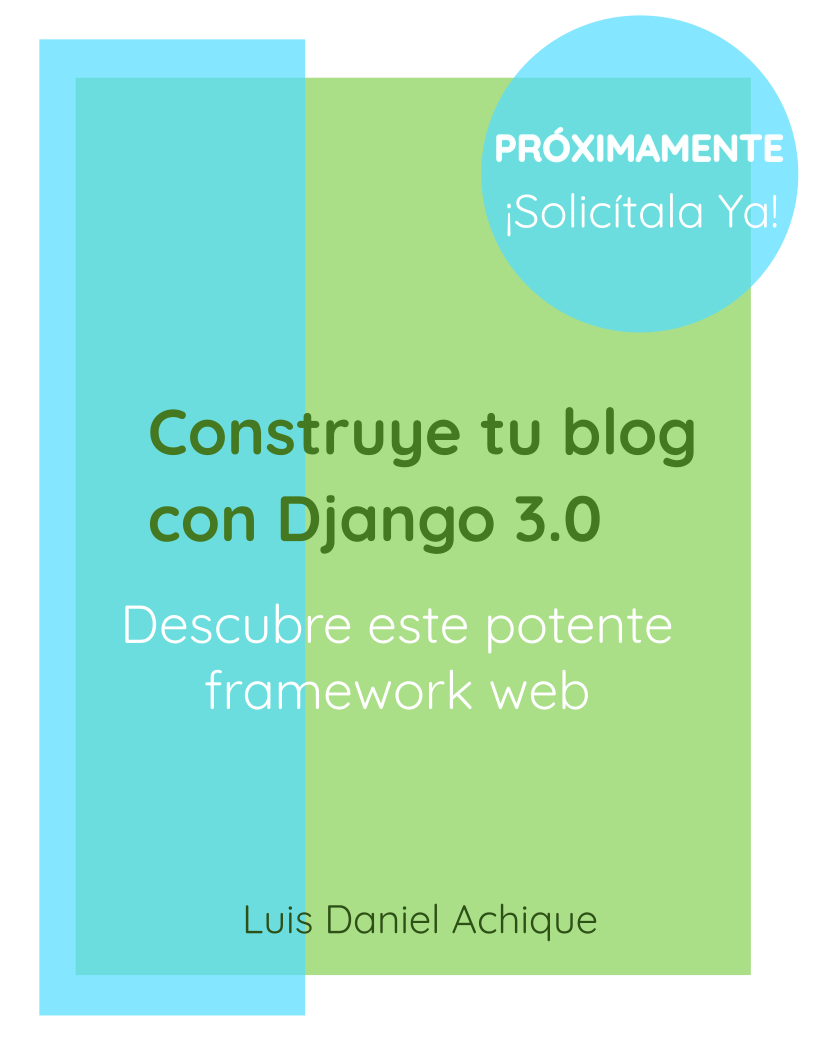 PRÓXIMAMENTE
¡Solicítala Ya!
Construye tu blog
con Django 3.0
Descubre este potente
framework web
Luis Daniel Achique